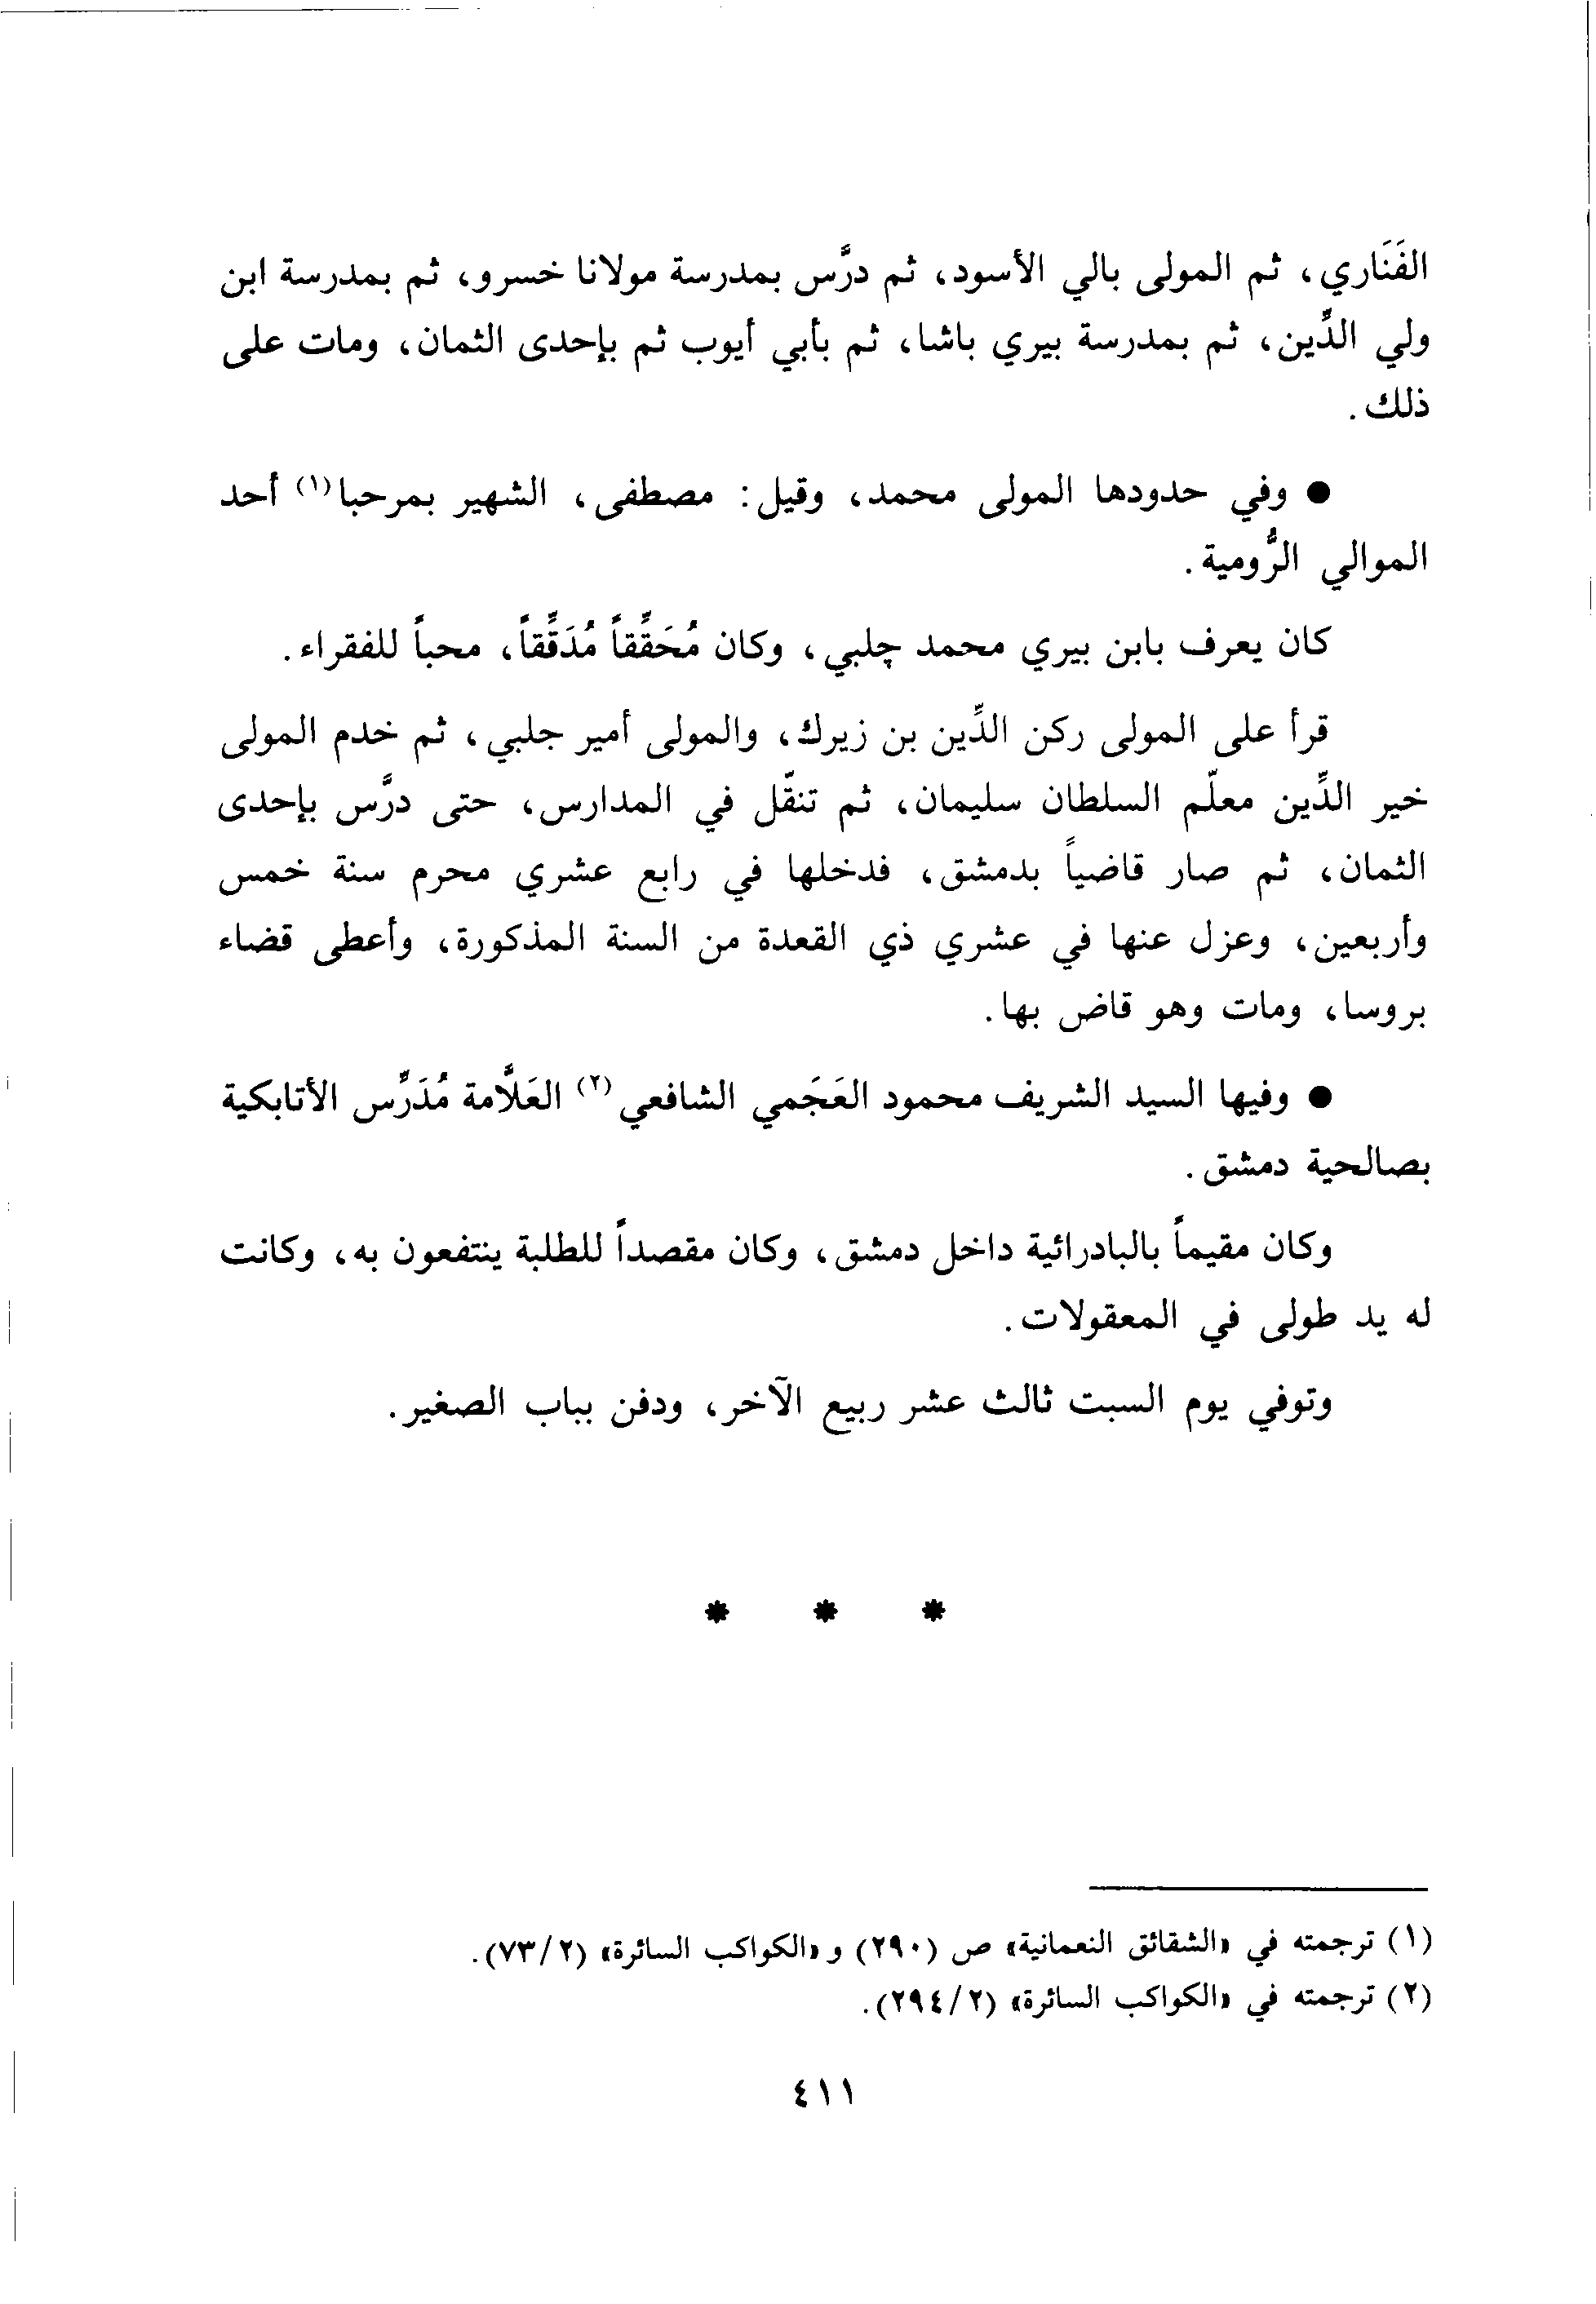 الفَنَاري، ثم المولى بالي الأسود، ثم درَّس بمدرسة مولانا خسرو، ثم بمدرسة ابن
ولي الدِّين، ثم بمدرسة بيري باشا، ثم بأبي أيوب ثم بإحدى الثمان، ومات على
ذلك.
● وفي حدودها المولى محمد، وقيل: مصطفى، الشهير بمرحبا(١) أحد
الموالي الرُّومية.
كان يعرف بابن بيري محمد چلبي، وكان مُحَقِّقاً مُدَقِّقاً، محباً للفقراء.
قرأ على المولى ركن الدِّين بن زيرك، والمولى أمير جلبي، ثم خدم المولى
خير الدِّين معلّم السلطان سليمان، ثم تنقّل في المدارس، حتى درَّس بإحدى
الثمان، ثم صار قاضياً بدمشق، فدخلها في رابع عشري محرم سنة خمس
وأربعين، وعزل عنها في عشري ذي القعدة من السنة المذكورة، وأعطى قضاء
بروسا، ومات وهو قاض بها.
● وفيها السيد الشريف محمود العَجَمي الشافعي(٢) العَلاَّمة مُدَرِّس الأتابكية
بصالحية دمشق.
وكان مقيماً بالبادرائية داخل دمشق، وكان مقصداً للطلبة ينتفعون به، وكانت
له يد طولى في المعقولات.
وتوفي يوم السبت ثالث عشر ربيع الآخر، ودفن بباب الصغير.
* * *
(١) ترجمته في «الشقائق النعمانية» ص (٢٩٠) و «الكواكب السائرة» (٢/ ٧٣).
(٢) ترجمته في «الكواكب السائرة» (٢/ ٢٩٤).
٤١١